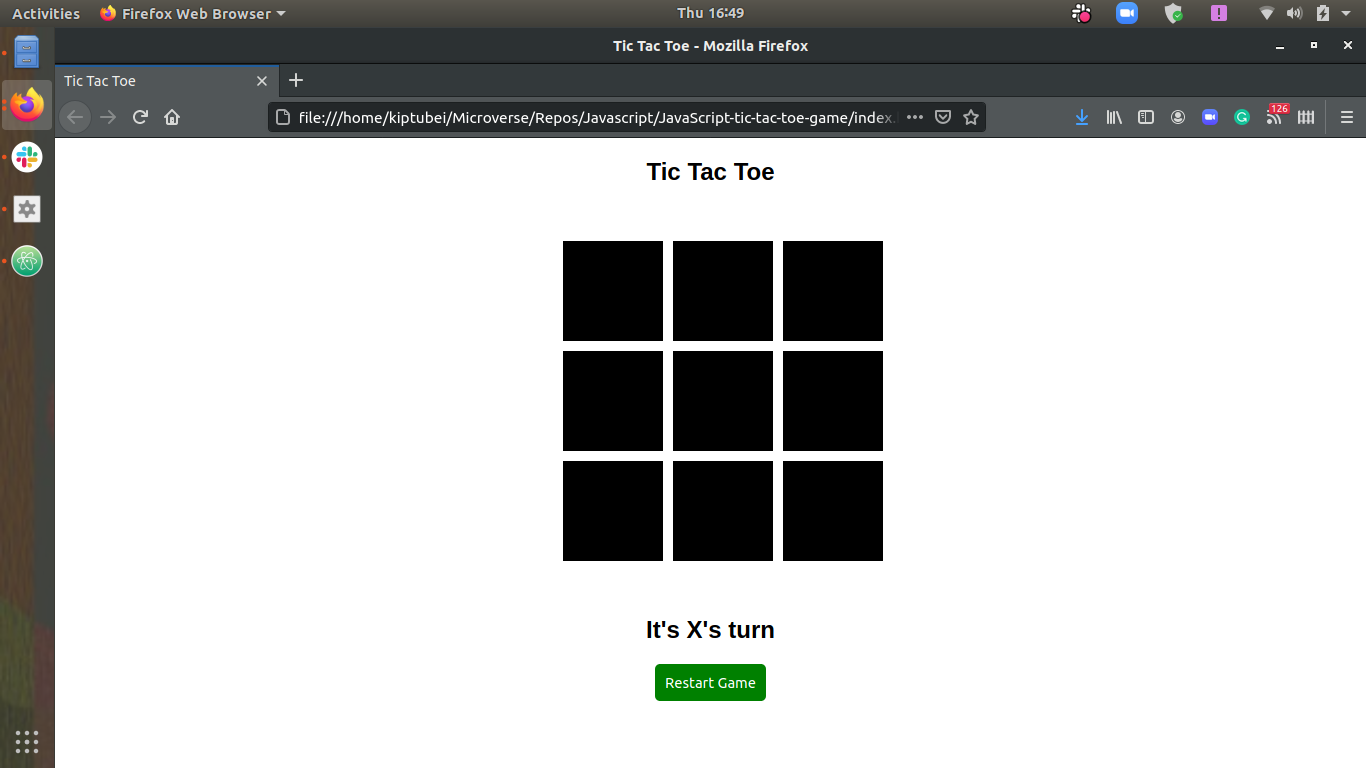 Activities Firefox Web Browser Thu 16:49
Tic Tac Toe - Mozilla Firefox
Tic Tac Toe
file:///home/kiptubei/Microverse/Repos/Javascript/JavaScript-tic-tac-toe-game/index. 126
Tic Tac Toe
It's X's turn
Restart Game